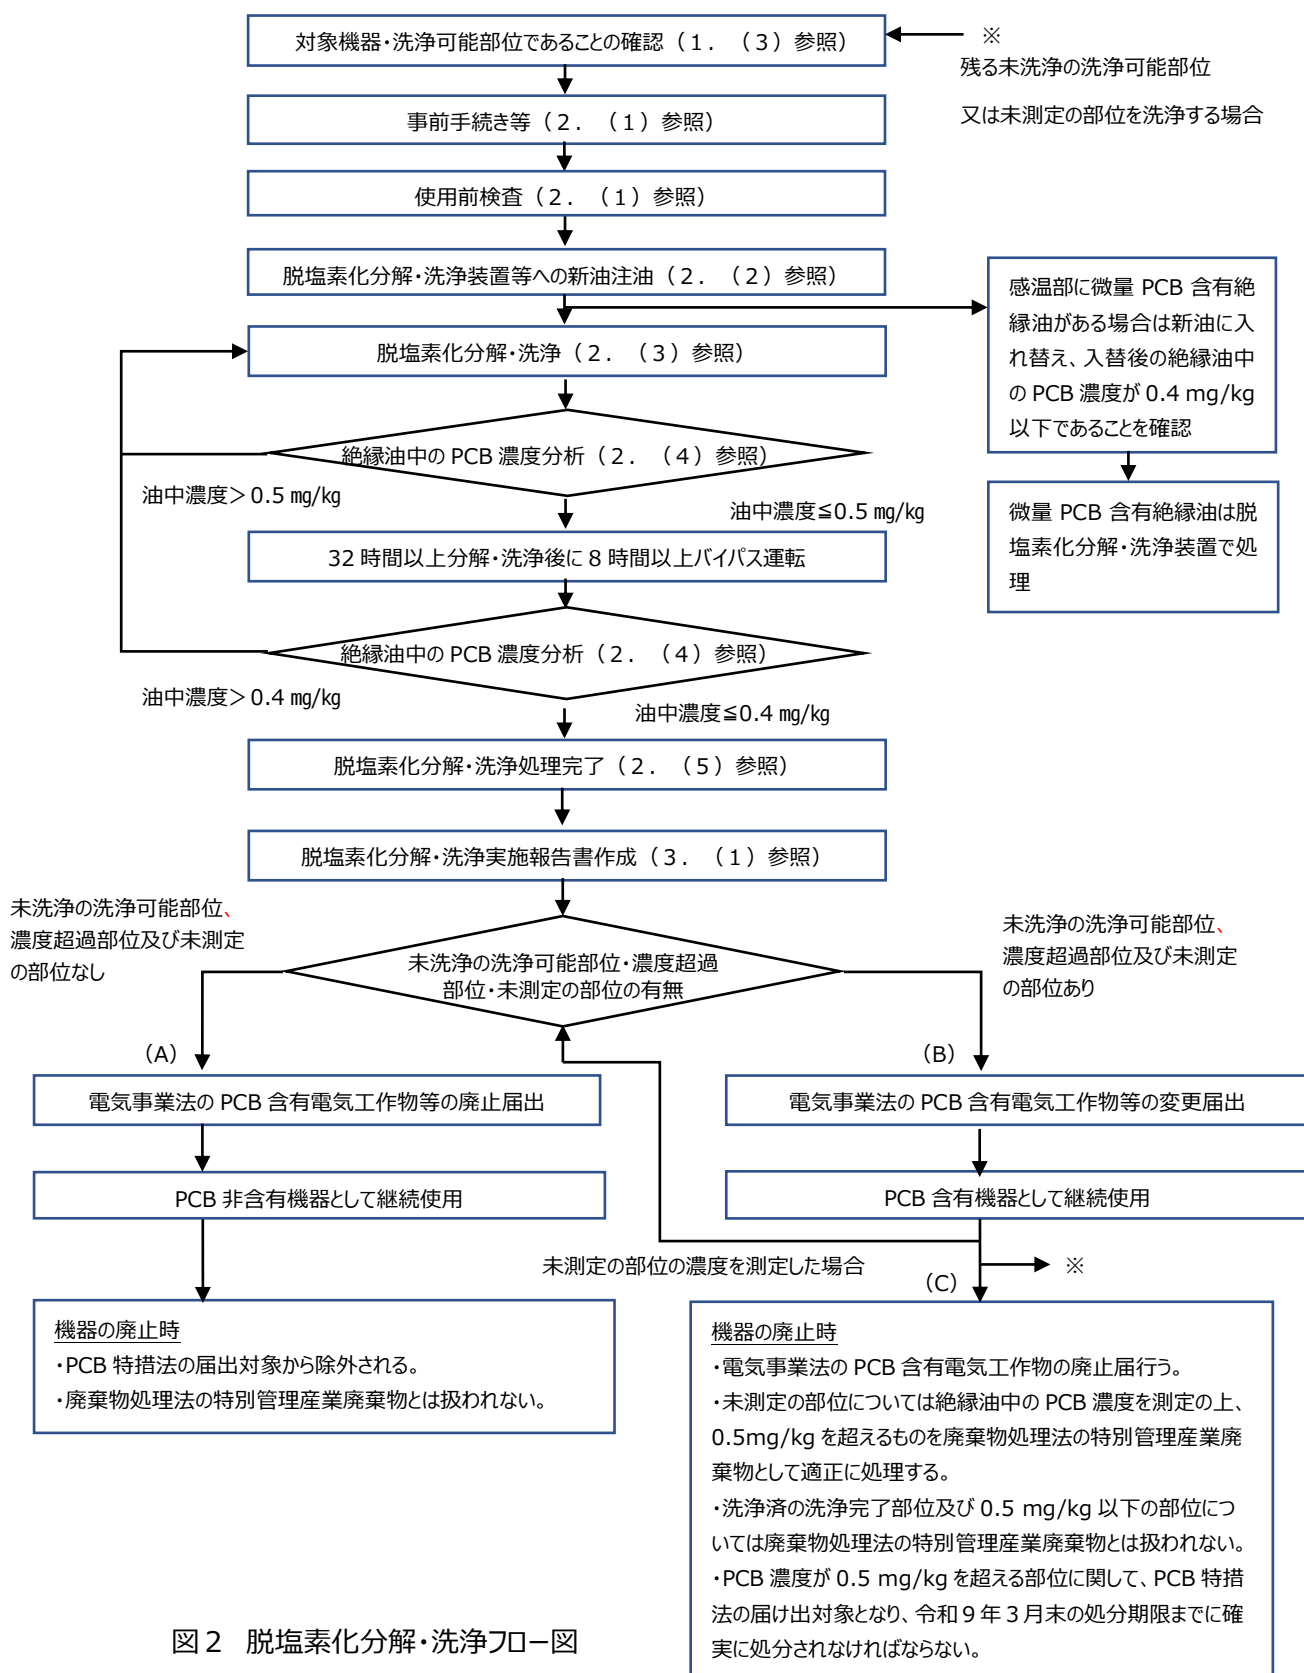 対象機器・洗浄可能部位であることの確認（１．（３）参照）
※
残る未洗浄の洗浄可能部位
又は未測定の部位を洗浄する場合
事前手続き等（２．（１）参照）
使用前検査（２．（１）参照）
脱塩素化分解・洗浄装置等への新油注油（２．（２）参照）
感温部に微量 PCB 含有絶
縁油がある場合は新油に入
れ替え、入替後の絶縁油中
の PCB 濃度が 0.4 mg/kg
以下であることを確認
脱塩素化分解・洗浄（２．（３）参照）
絶縁油中の PCB 濃度分析（２．（４）参照）
油中濃度＞0.5 ㎎/㎏
油中濃度≦0.5 ㎎/㎏
微量 PCB 含有絶縁油は脱
塩素化分解・洗浄装置で処
理
32 時間以上分解・洗浄後に 8 時間以上バイパス運転
絶縁油中の PCB 濃度分析（２．（４）参照）
油中濃度＞0.4 ㎎/㎏
油中濃度≦0.4 ㎎/㎏
脱塩素化分解・洗浄処理完了（２．（５）参照）
脱塩素化分解・洗浄実施報告書作成（３．（１）参照）
未洗浄の洗浄可能部位、
濃度超過部位及び未測定
の部位なし
未洗浄の洗浄可能部位・濃度超過
部位・未測定の部位の有無
未洗浄の洗浄可能部位、
濃度超過部位及び未測定
の部位あり
（A）
（B）
電気事業法の PCB 含有電気工作物等の廃止届出
電気事業法の PCB 含有電気工作物等の変更届出
PCB 非含有機器として継続使用
PCB 含有機器として継続使用
未測定の部位の濃度を測定した場合
※
（C）
機器の廃止時
・PCB 特措法の届出対象から除外される。
・廃棄物処理法の特別管理産業廃棄物とは扱われない。
機器の廃止時
・電気事業法の PCB 含有電気工作物の廃止届行う。
・未測定の部位については絶縁油中の PCB 濃度を測定の上、
0.5mg/kg を超えるものを廃棄物処理法の特別管理産業廃
棄物として適正に処理する。
・洗浄済の洗浄完了部位及び 0.5 mg/kg 以下の部位につ
いては廃棄物処理法の特別管理産業廃棄物とは扱われない。
・PCB 濃度が 0.5 mg/kg を超える部位に関して、PCB 特措
法の届け出対象となり、令和９年３月末の処分期限までに確
実に処分されなければならない。
図２ 脱塩素化分解・洗浄フロー図